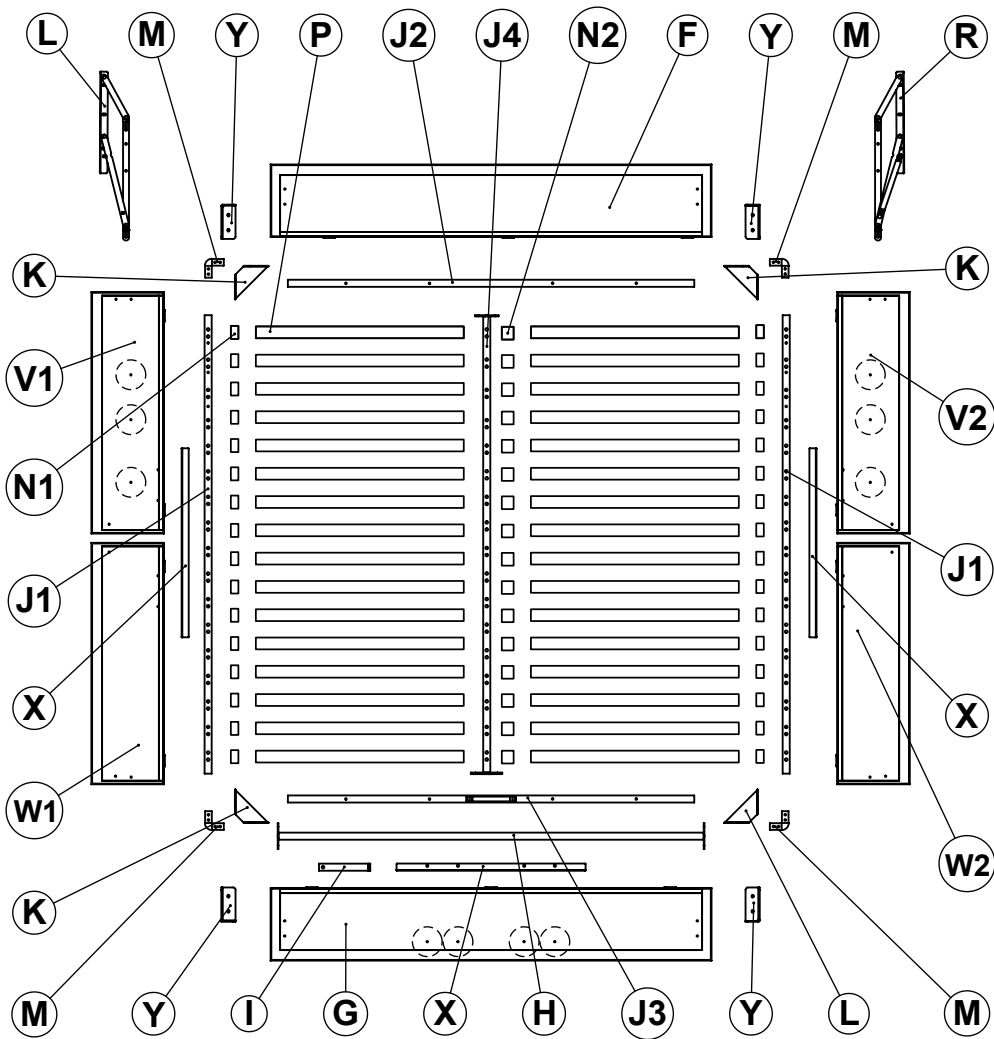 L M Y P J2 J4 N2 F Y M R
K K
V1 V2
N1
J1 J1
X X
W1 W2
K
M Y I G X H J3 Y L M